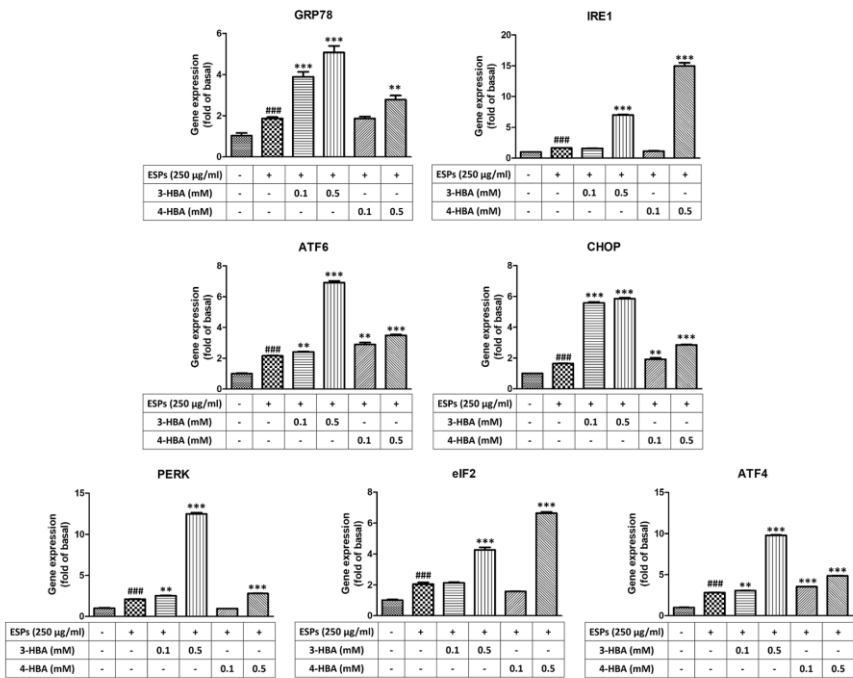 GRP78
Gene expression
(fold of basal)
6
4
2
0
###
***
***
**
ESPs (250 µg/ml) - + + + + +
3-HBA (mM) - - 0.1 0.5 - -
4-HBA (mM) - - - - 0.1 0.5
IRE1
Gene expression
(fold of basal)
20
15
10
5
0
###
***
***
ESPs (250 µg/ml) - + + + + +
3-HBA (mM) - - 0.1 0.5 - -
4-HBA (mM) - - - - 0.1 0.5
ATF6
Gene expression
(fold of basal)
8
6
4
2
0
###
**
***
**
***
ESPs (250 µg/ml) - + + + + +
3-HBA (mM) - - 0.1 0.5 - -
4-HBA (mM) - - - - 0.1 0.5
CHOP
Gene expression
(fold of basal)
8
6
4
2
0
###
***
***
**
***
ESPs (250 µg/ml) - + + + + +
3-HBA (mM) - - 0.1 0.5 - -
4-HBA (mM) - - - - 0.1 0.5
PERK
Gene expression
(fold of basal)
15
10
5
0
###
**
***
***
ESPs (250 µg/ml) - + + + + +
3-HBA (mM) - - 0.1 0.5 - -
4-HBA (mM) - - - - 0.1 0.5
eIF2
Gene expression
(fold of basal)
8
6
4
2
0
###
***
***
ESPs (250 µg/ml) - + + + + +
3-HBA (mM) - - 0.1 0.5 - -
4-HBA (mM) - - - - 0.1 0.5
ATF4
Gene expression
(fold of basal)
15
10
5
0
###
**
***
***
***
ESPs (250 µg/ml) - + + + + +
3-HBA (mM) - - 0.1 0.5 - -
4-HBA (mM) - - - - 0.1 0.5